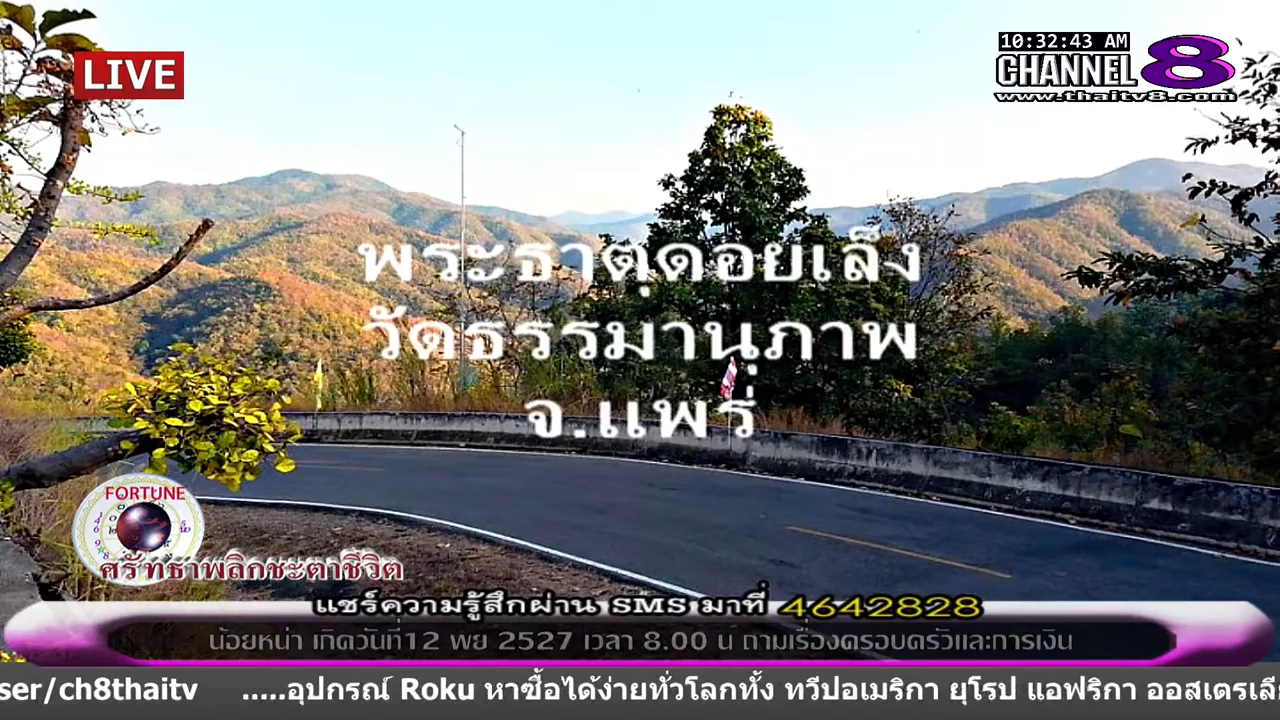 LIVE
10:32:43 AM
CHANNEL 8
www.thaitv8.com
พระธาตุดอยเล็ง
วัดธรรมานุภาพ
จ.แพร่
FORTUNE
ศรัทธาพลิกชะตาชีวิต
แชร์ความรู้สึกผ่าน SMS มาที่ 4642828
น้อยหน่า เกิดวันที่12 พย 2527 เวลา 8.00 น ถามเรื่องครอบครัวและการเงิน
ser/ch8thaitv .....อุปกรณ์ Roku หาซื้อได้ง่ายทั่วโลกทั้ง ทวีปอเมริกา ยุโรป แอฟริกา ออสเตรเลีย